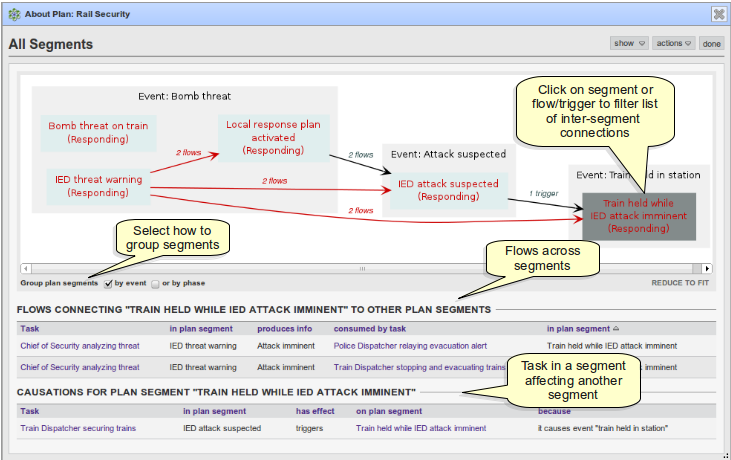 About Plan: Rail Security
All Segments
show
actions
done
Event: Bomb threat
Bomb threat on train
(Responding)
Local response plan
activated
(Responding)
2 flows
2 flows
Event: Attack suspected
IED threat warning
(Responding)
2 flows
IED attack suspected
(Responding)
2 flows
1 trigger
Click on segment or
flow/trigger to filter list
of inter-segment
connections
Event: Train held in station
Train held while
IED attack imminent
(Responding)
Select how to
group segments
Flows across
segments
Group plan segments by event or by phase
REDUCE TO FIT
FLOWS CONNECTING "TRAIN HELD WHILE IED ATTACK IMMINENT" TO OTHER PLAN SEGMENTS
Task in plan segment produces info consumed by task in plan segment
Chief of Security analyzing threat IED threat warning Attack imminent Police Dispatcher relaying evacuation alert Train held while IED attack imminent
Chief of Security analyzing threat IED threat warning Attack imminent Train Dispatcher stopping and evacuating trains IED attack imminent
Task in a segment
affecting another
segment
CAUSATIONS FOR PLAN SEGMENT "TRAIN HELD WHILE IED ATTACK IMMINENT"
Task in plan segment has effect on plan segment because
Train Dispatcher securing trains IED attack suspected triggers Train held while IED attack imminent it causes event "train held in station"